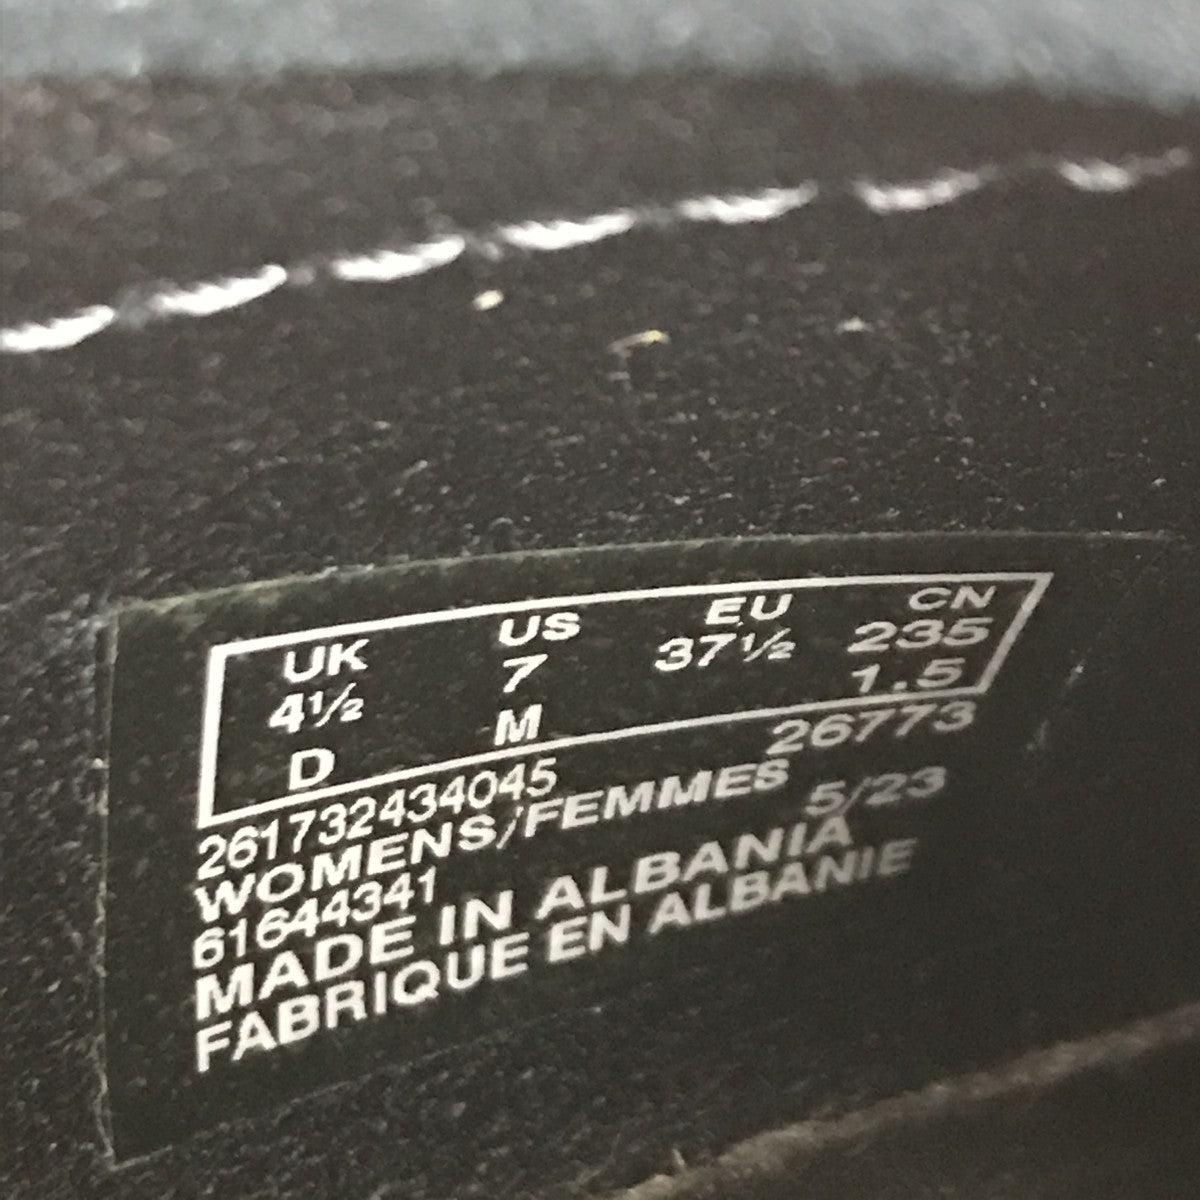 UK US EU CN
4½ 7 37½ 235
D M 1.5
261732434045 26773
WOMENS/FEMMES
61644341 5/23
MADE IN ALBANIA
FABRIQUE EN ALBANIE